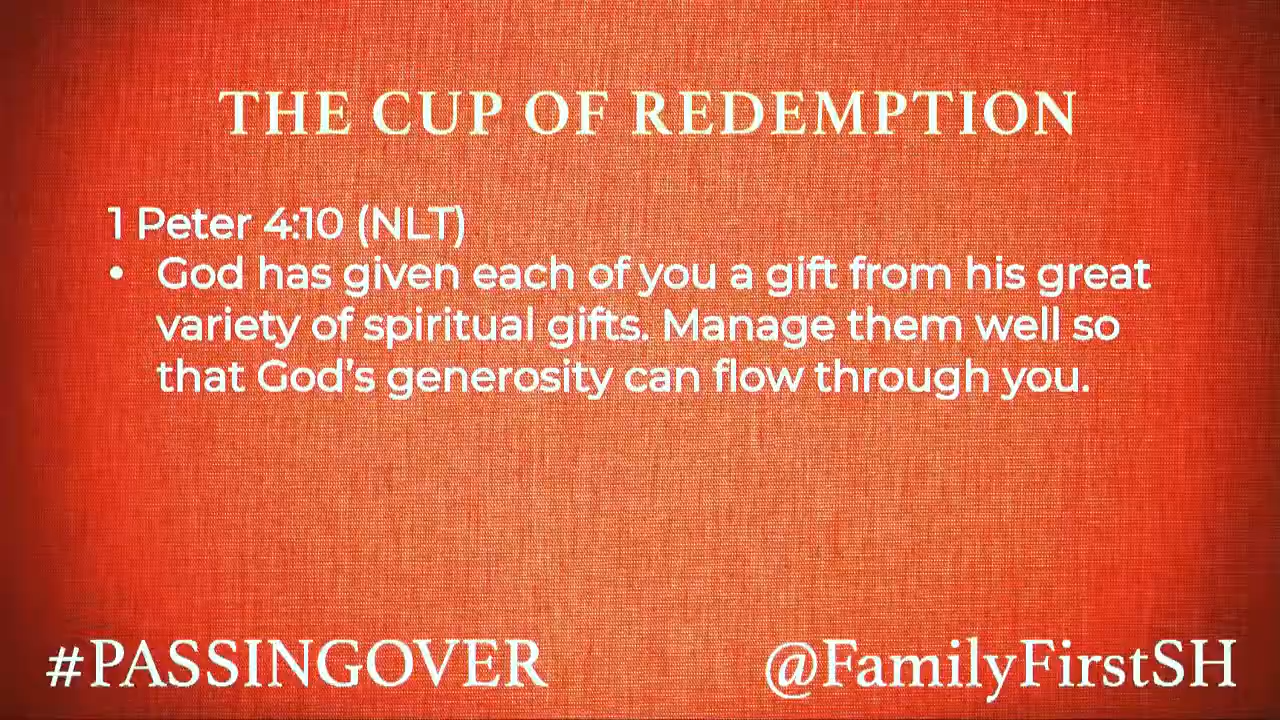 THE CUP OF REDEMPTION
1 Peter 4:10 (NLT)
• God has given each of you a gift from his great
variety of spiritual gifts. Manage them well so
that God’s generosity can flow through you.
#PASSINGOVER
@FamilyFirstSH